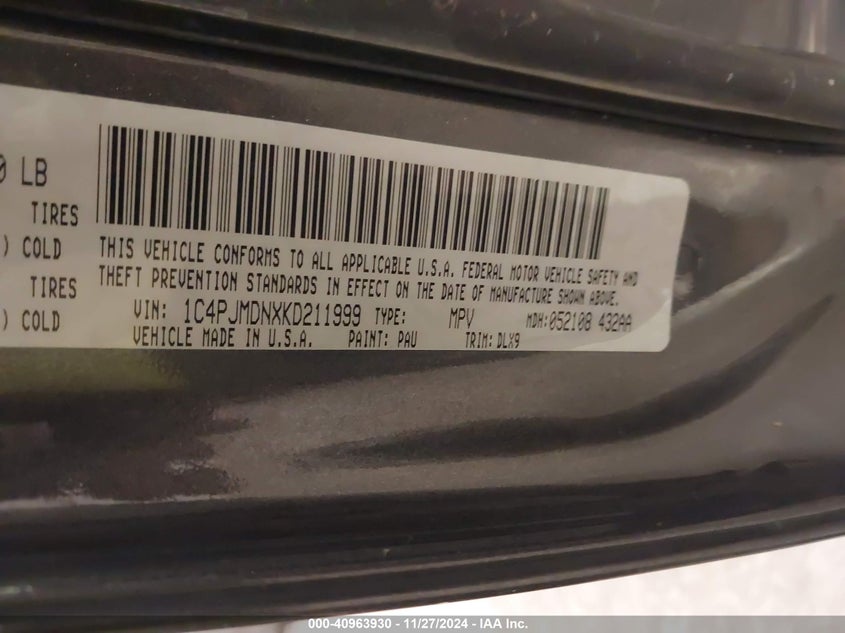 0 LB
TIRES
) COLD
TIRES
) COLD
THIS VEHICLE CONFORMS TO ALL APPLICABLE U.S.A. FEDERAL MOTOR VEHICLE SAFETY AND
THEFT PREVENTION STANDARDS IN EFFECT ON THE DATE OF MANUFACTURE SHOWN ABOVE.
VIN: 1C4PJMDNXKD211999 TYPE: MPV MDH:052108 432AA
VEHICLE MADE IN U.S.A. PAINT: PAU TRIM: DLX9
000-40963930 - 11/27/2024 - IAA Inc.